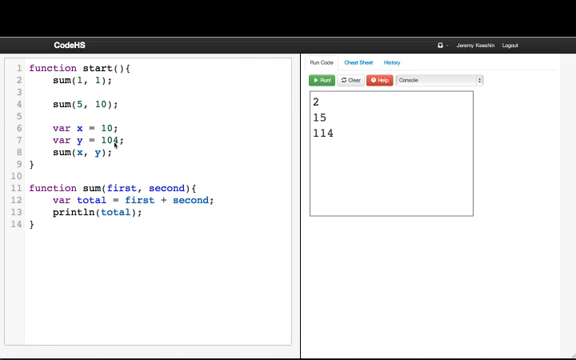 CodeHS
Jeremy Keeshin
Logout
Run Code
Cheat Sheet
History
Run!
Clear
Help
Console
1 function start(){
2 sum(1, 1);
3
4 sum(5, 10);
5
6 var x = 10;
7 var y = 104;
8 sum(x, y);
9 }
10
11 function sum(first, second){
12 var total = first + second;
13 println(total);
14 }
2
15
114